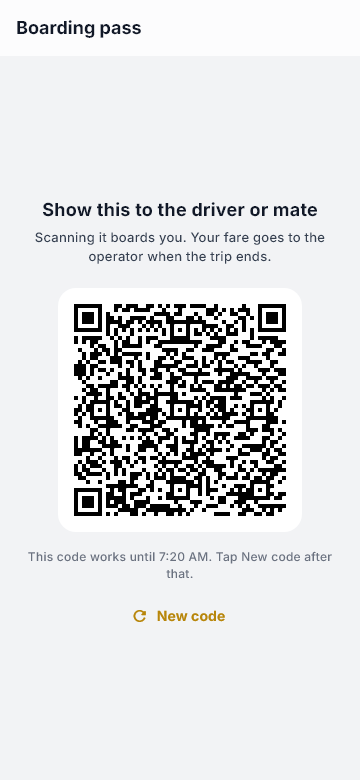 Boarding pass
Show this to the driver or mate
Scanning it boards you. Your fare goes to the
operator when the trip ends.
This code works until 7:20 AM. Tap New code after
that.
New code